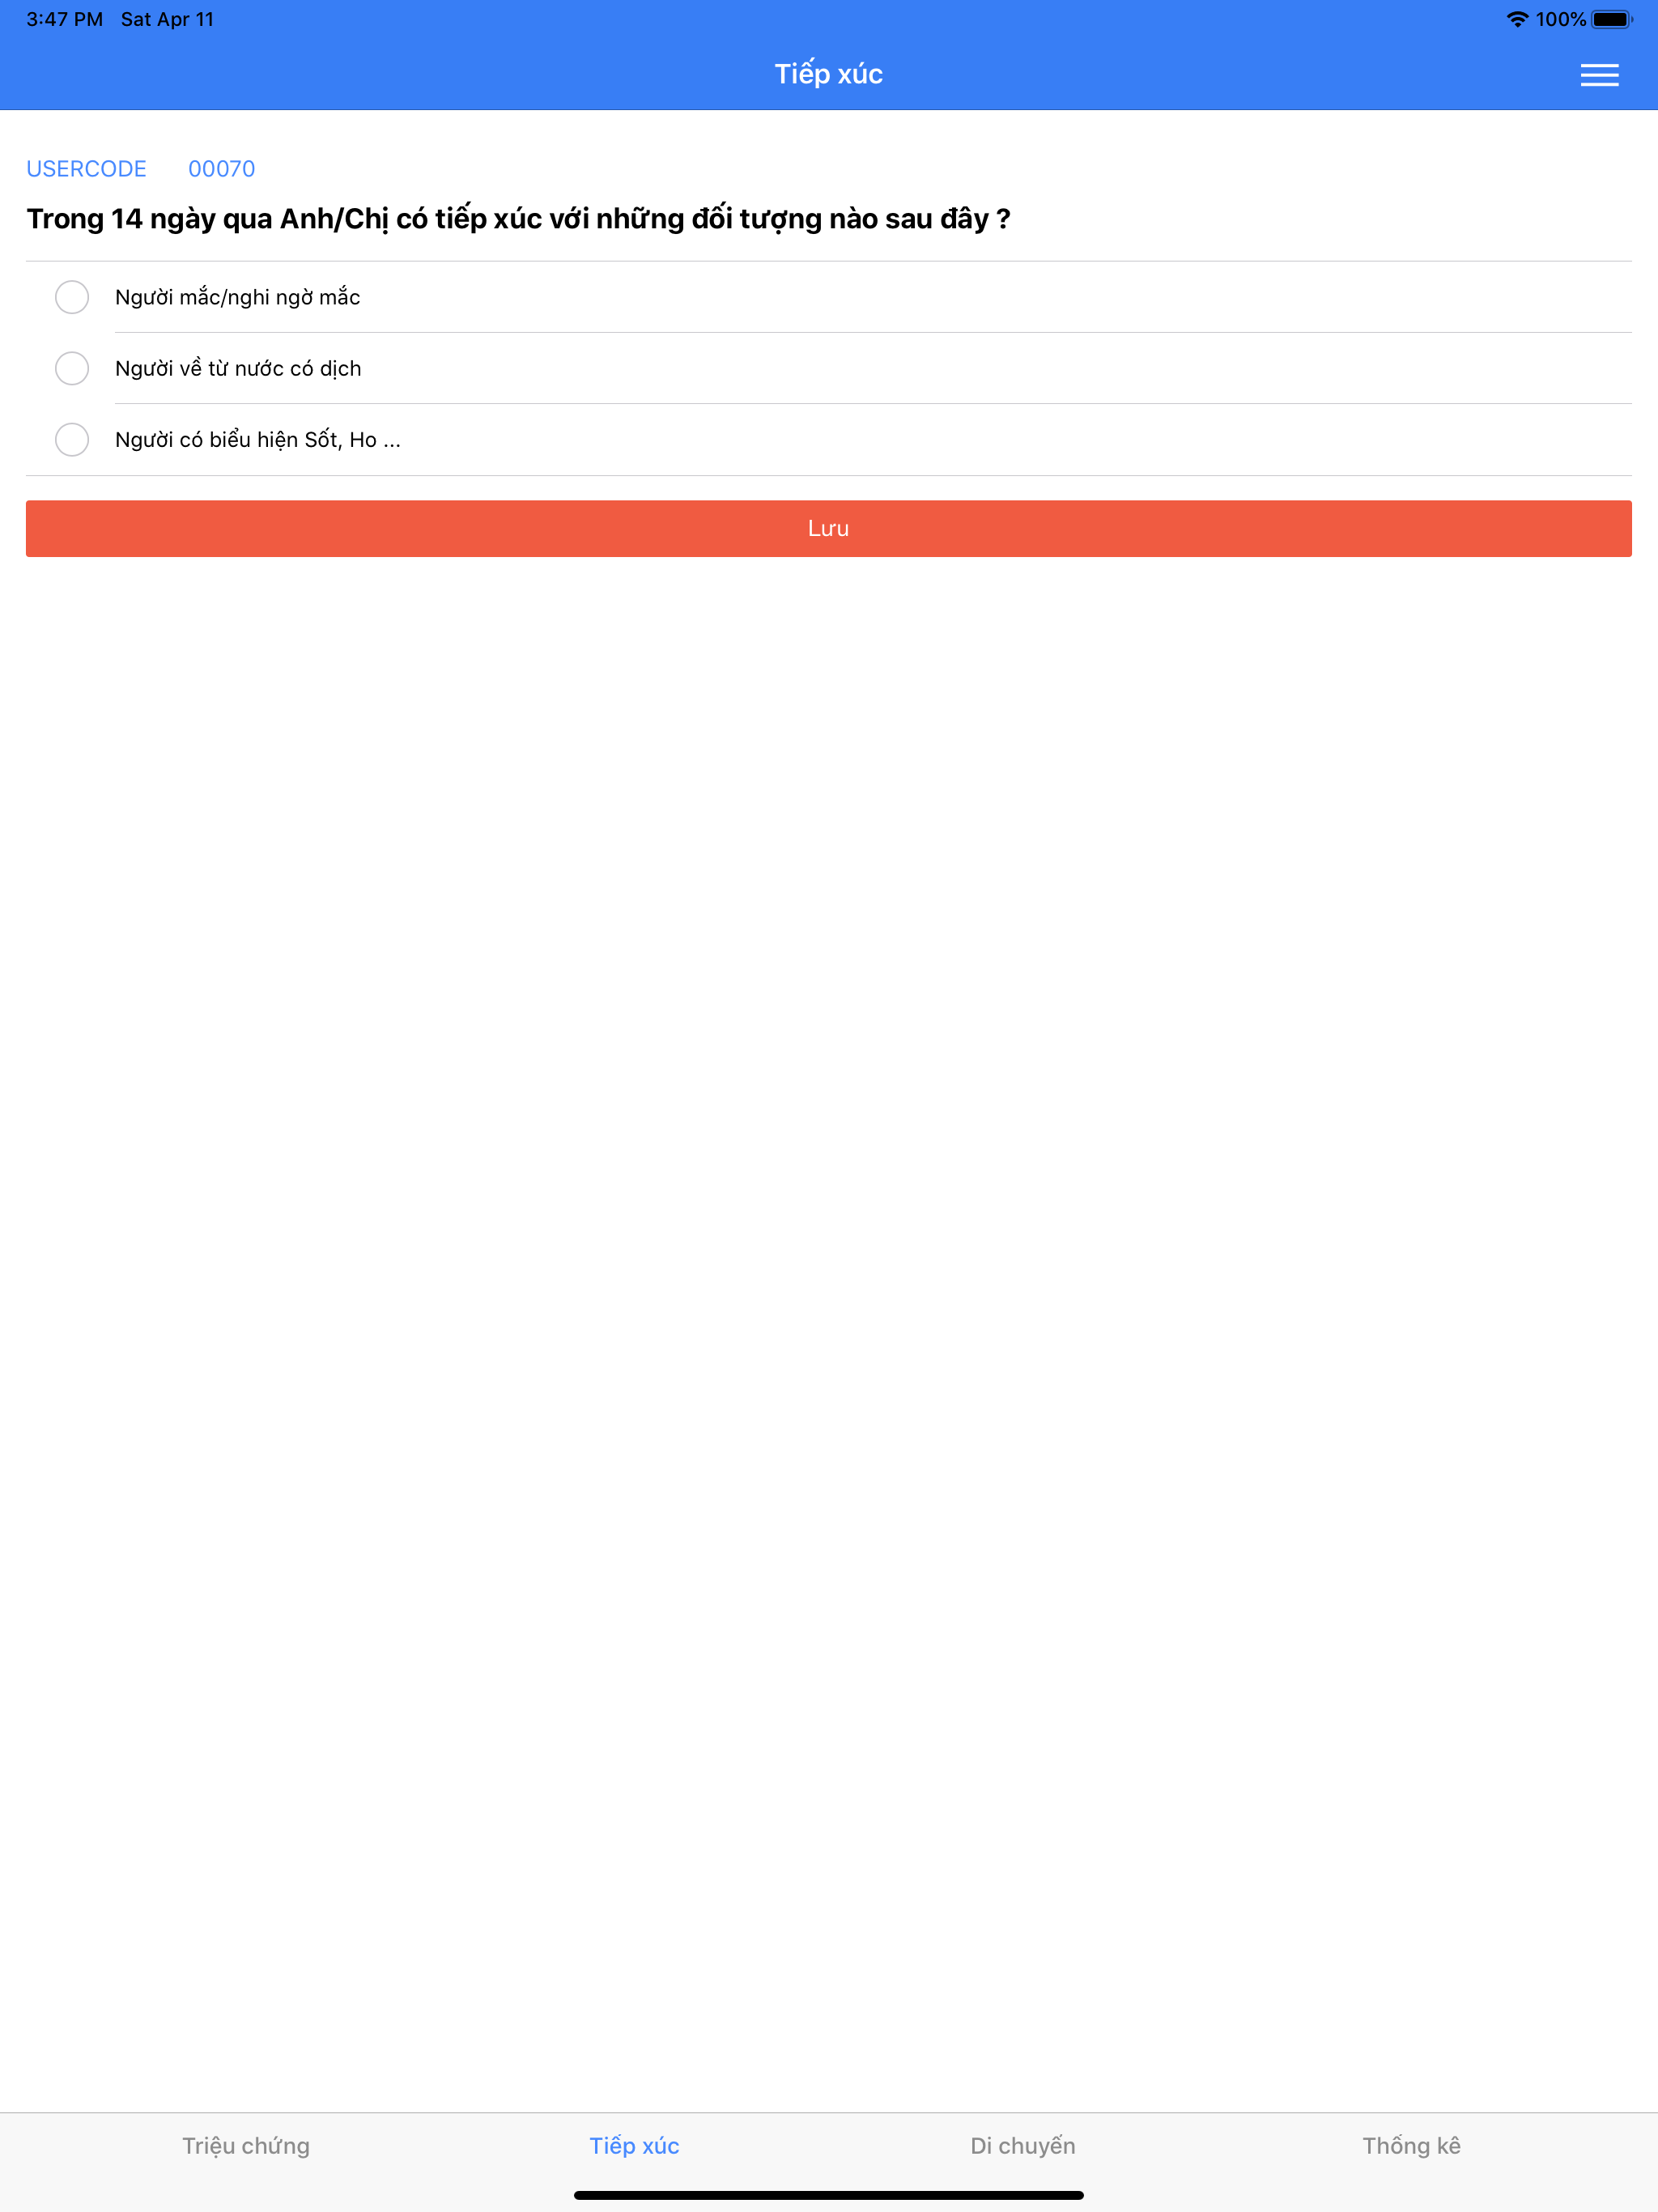 3:47 PM Sat Apr 11 100%
Tiếp xúc
USERCODE 00070
Trong 14 ngày qua Anh/Chị có tiếp xúc với những đối tượng nào sau đây ?
Người mắc/nghi ngờ mắc
Người về từ nước có dịch
Người có biểu hiện Sốt, Ho ...
Lưu
Triệu chứng Tiếp xúc Di chuyến Thống kê